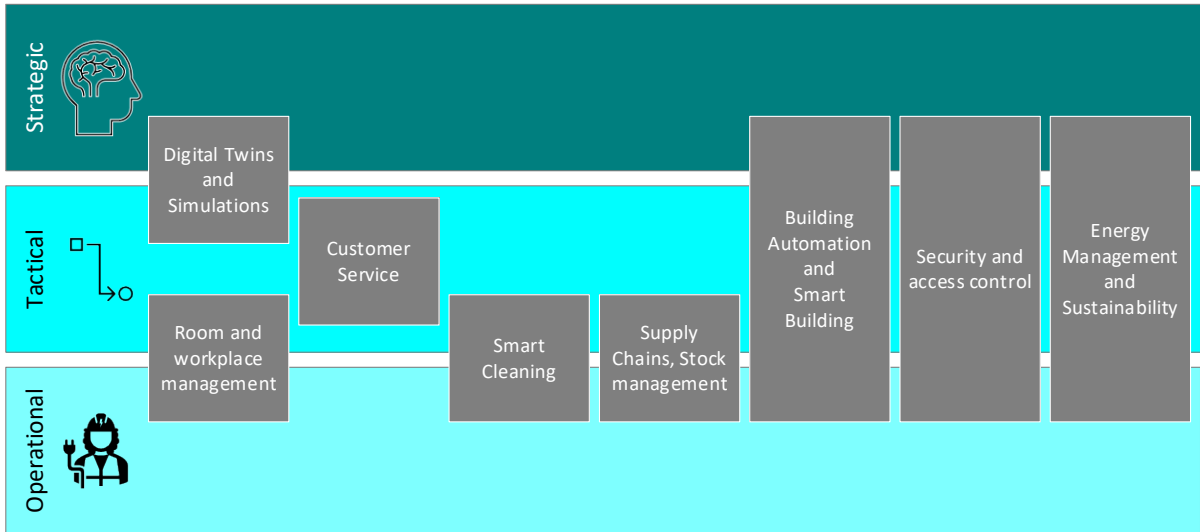 Strategic
Tactical
Operational
Digital Twins
and
Simulations
Room and
workplace
management
Customer
Service
Smart
Cleaning
Supply
Chains, Stock
management
Building
Automation
and
Smart
Building
Security and
access control
Energy
Management
and
Sustainability